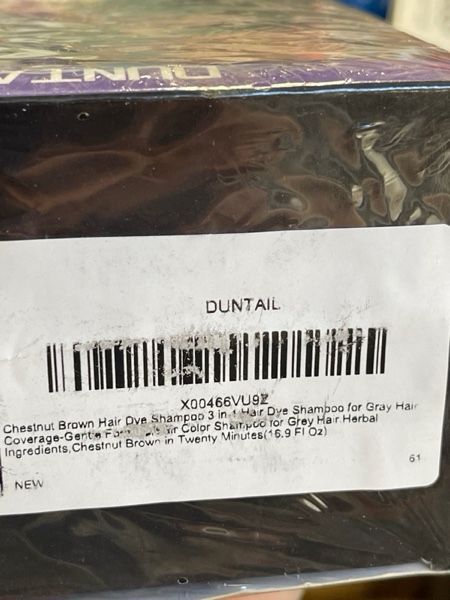 DUNTAIL
X00466VU9Z
Chestnut Brown Hair Dye Shampoo 3 in 1 Hair Dye Shampoo for Gray Hair
Coverage-Gentle Color Shampoo for Grey Hair Herbal
Ingredients,Chestnut Brown in Twenty Minutes(16.9 Fl Oz)
NEW
61